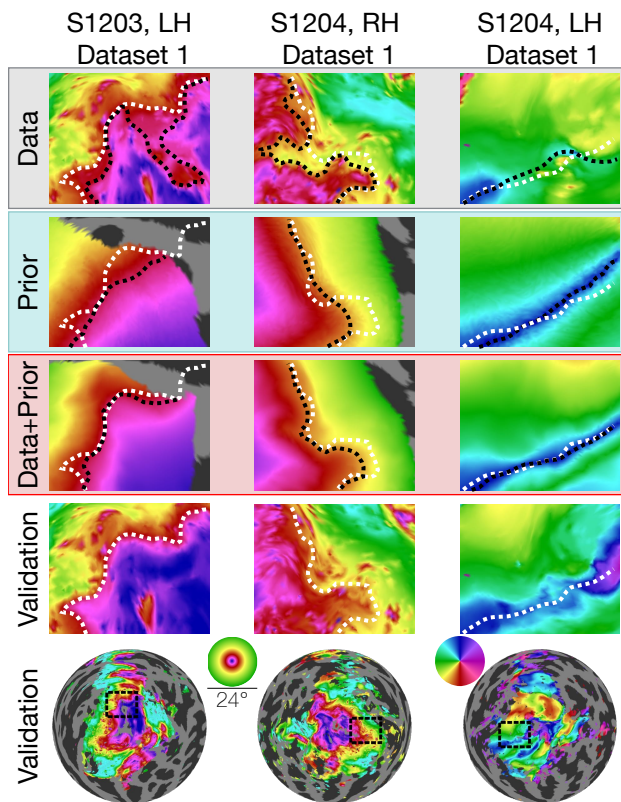 S1203, LH
Dataset 1
S1204, RH
Dataset 1
S1204, LH
Dataset 1
Data
Prior
Data+Prior
Validation
Validation
24°